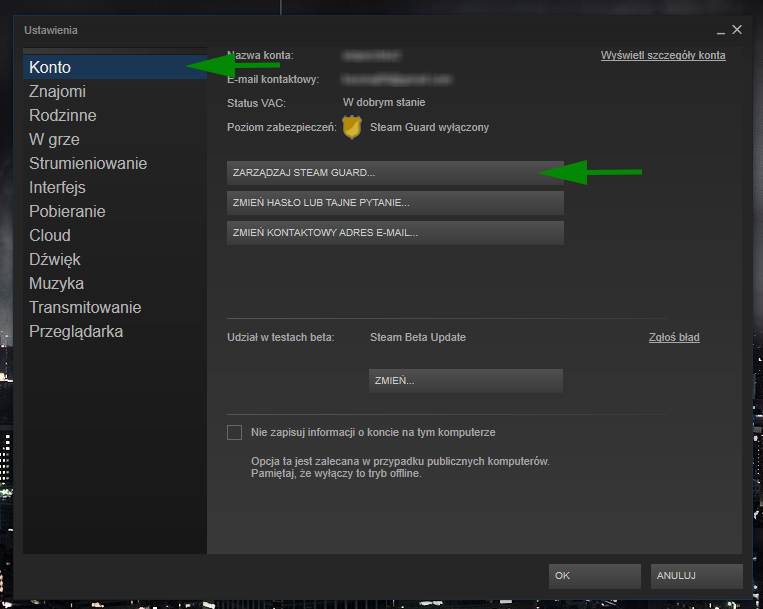 Ustawienia
Konto
Znajomi
Rodzinne
W grze
Strumieniowanie
Interfejs
Pobieranie
Cloud
Dźwięk
Muzyka
Transmitowanie
Przeglądarka
Nazwa konta:
Wyświetl szczegóły konta
E-mail kontaktowy:
Status VAC: W dobrym stanie
Poziom zabezpieczeń: Steam Guard wyłączony
ZARZĄDZAJ STEAM GUARD...
ZMIEŃ HASŁO LUB TAJNE PYTANIE...
ZMIEŃ KONTAKTOWY ADRES E-MAIL...
Udział w testach beta: Steam Beta Update Zgłoś błąd
ZMIEŃ...
Nie zapisuj informacji o koncie na tym komputerze
Opcja ta jest zalecana w przypadku publicznych komputerów.
Pamiętaj, że wyłączy to tryb offline.
OK ANULUJ